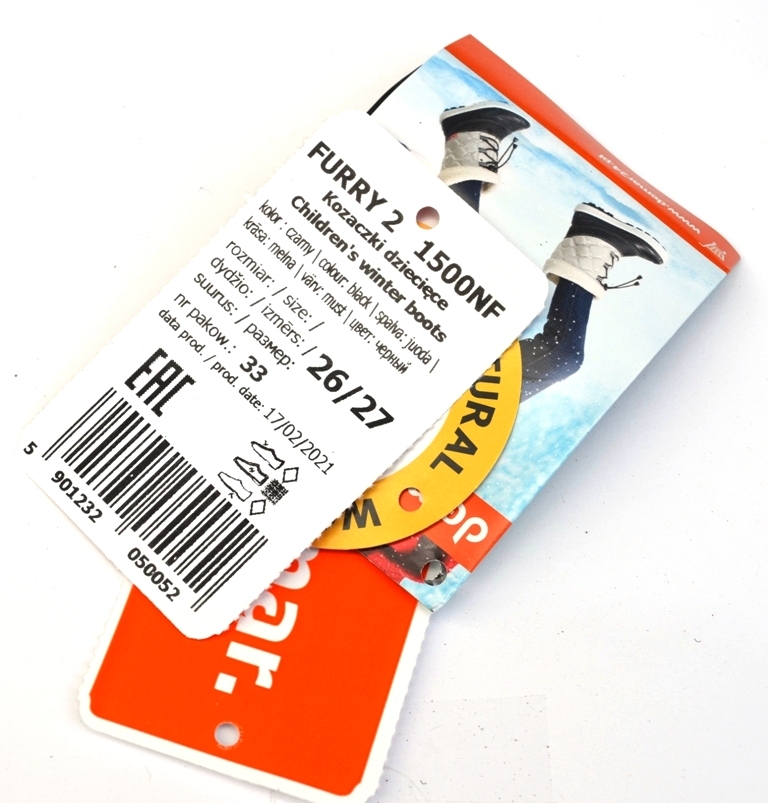 FURRY 2 1500NF
Kozaczki dziecięce
Children's winter boots
kolor : czarny \ colour: black \ spalva: juoda \
krāsa: melna \ värv: must \ цвет: черный
rozmiar: / size: /
dydžio: / izmērs: /
suurus: / размер: 26/27
nr pakow.: 33
data prod. / prod. date: 17/02/2021
EAC
5 901232 050052
URAL
W
mar.